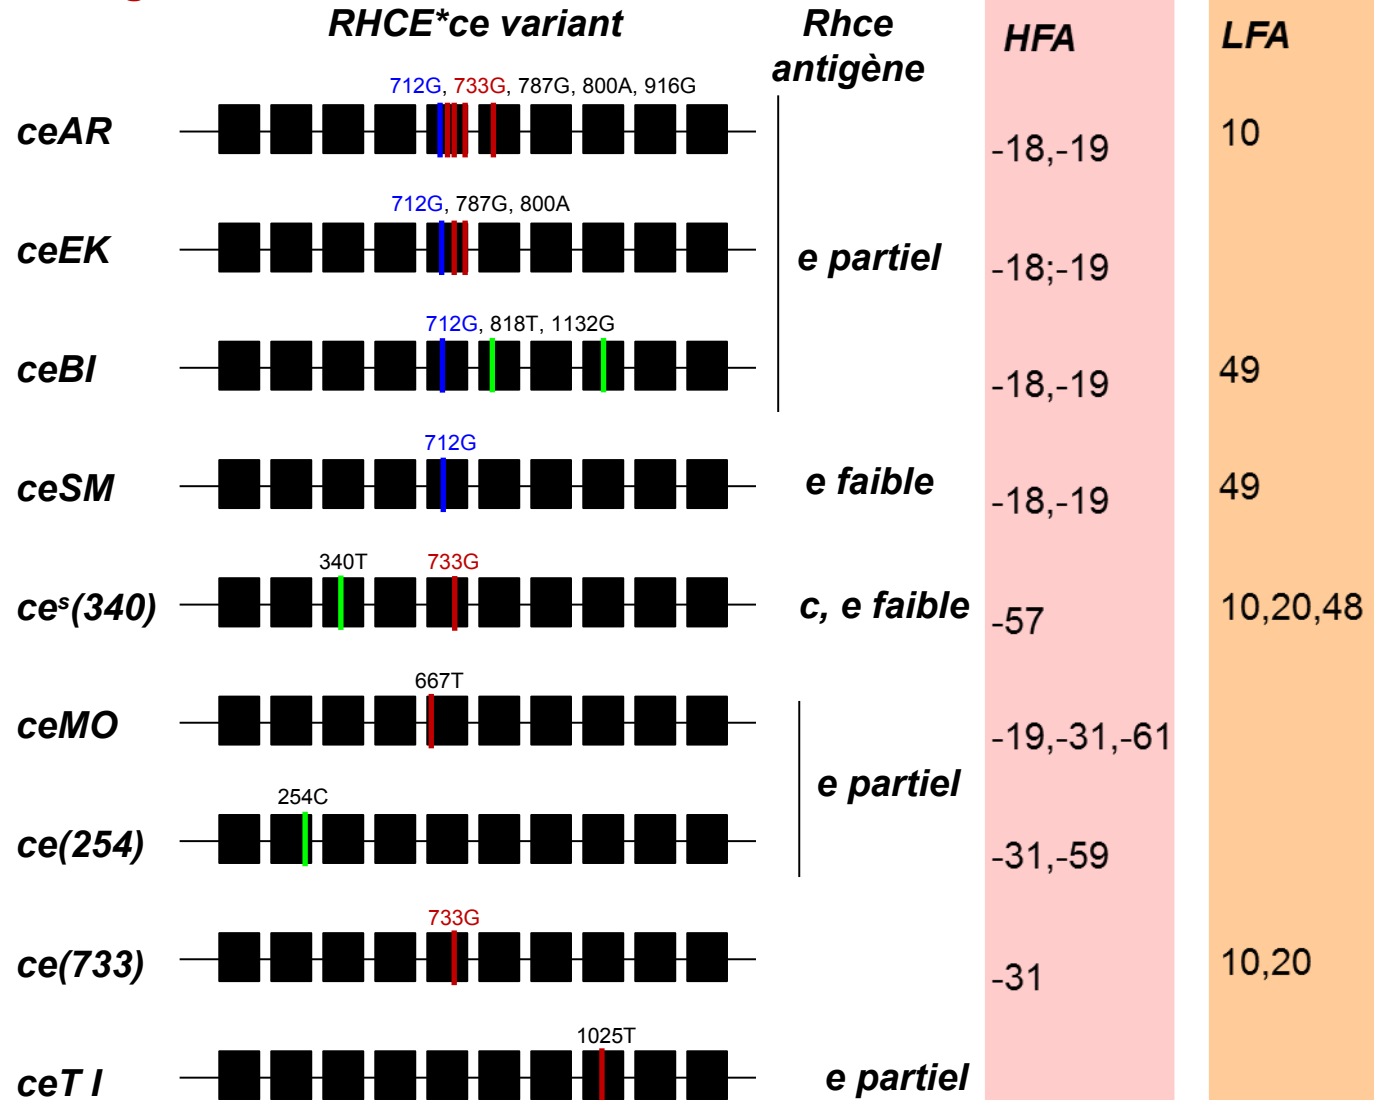 RHCE*ce variant Rhce antigène HFA LFA
712G, 733G, 787G, 800A, 916G
ceAR -18,-19 10
712G, 787G, 800A
ceEK e partiel -18;-19
712G, 818T, 1132G
ceBI -18,-19 49
712G
ceSM e faible -18,-19 49
340T 733G
ceˢ(340) c, e faible -57 10,20,48
667T
ceMO -19,-31,-61
e partiel
254C
ce(254) -31,-59
733G
ce(733) -31 10,20
1025T
ceT I e partiel